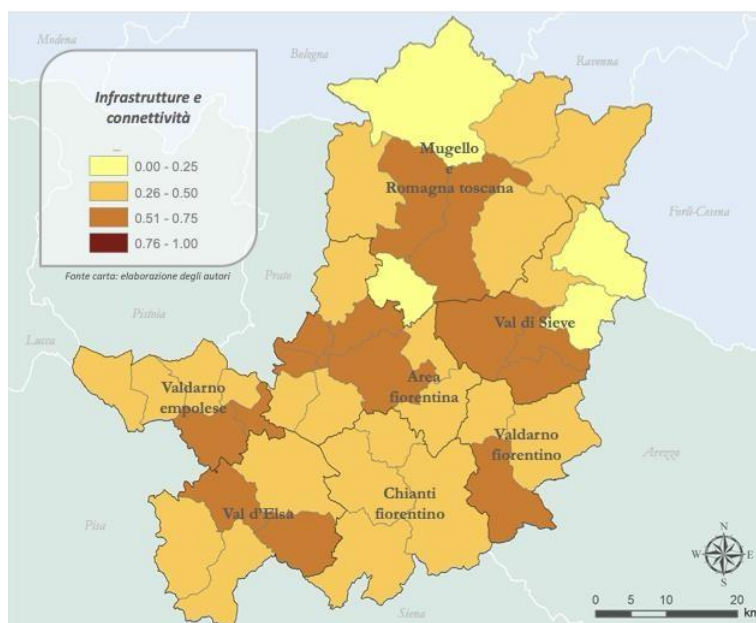 Modena
Bologna
Ravenna
Infrastrutture e
connettività
0.00 - 0.25
0.26 - 0.50
0.51 - 0.75
0.76 - 1.00
Fonte carta: elaborazione degli autori
Mugello
e
Romagna toscana
Forlì-Cesena
Prato
Pistoia
Lucca
Val di Sieve
Valdarno
empolese
Area
fiorentina
Valdarno
fiorentino
Arezzo
Chianti
fiorentino
Val d'Elsa
Pisa
Siena
N
W E
S
0 5 10 20
km